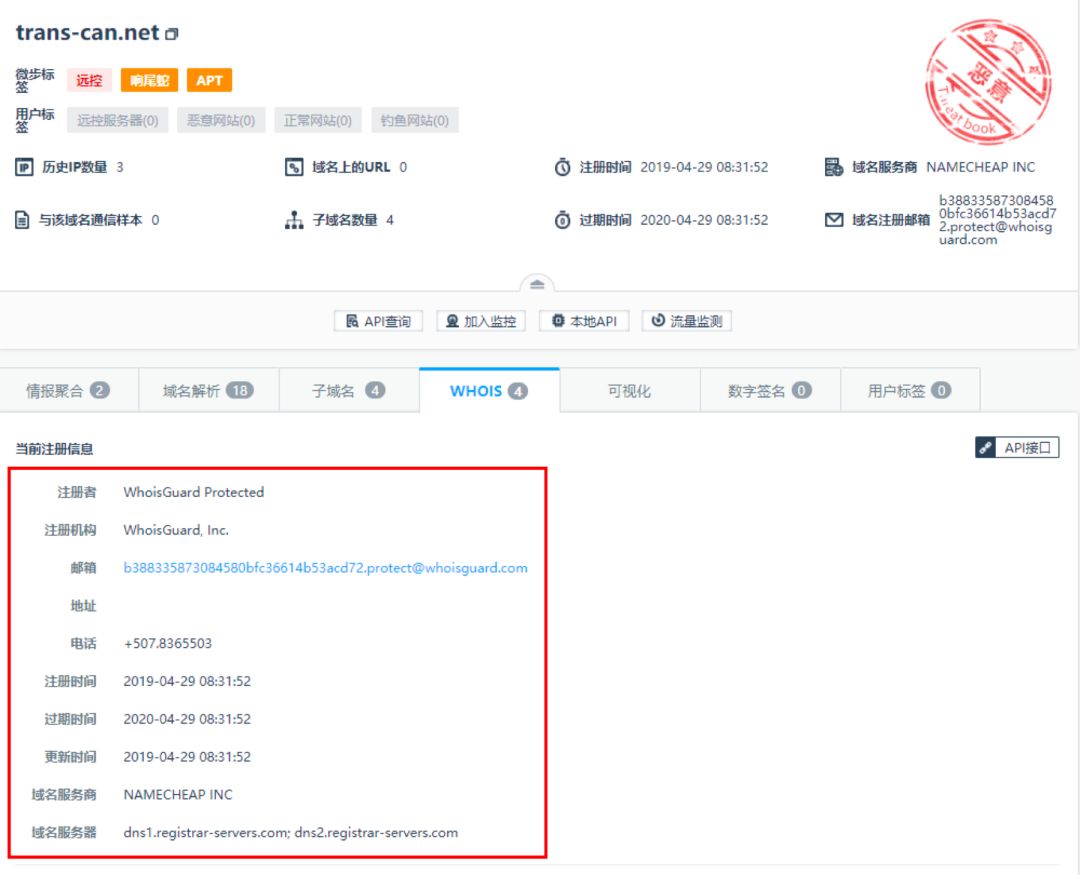 trans-can.net
微步标签 远控 响尾蛇 APT
用户标签 远控服务器(0) 恶意网站(0) 正常网站(0) 钓鱼网站(0)
恶意
Threatbook
历史IP数量 3 域名上的URL 0 注册时间 2019-04-29 08:31:52 域名服务商 NAMECHEAP INC
与该域名通信样本 0 子域名数量 4 过期时间 2020-04-29 08:31:52 域名注册邮箱 b388335873084580bfc36614b53acd72.protect@whoisguard.com
API查询 加入监控 本地API 流量监测
情报聚合 2 域名解析 18 子域名 4 WHOIS 4 可视化 数字签名 0 用户标签 0
当前注册信息 API接口
注册者 WhoisGuard Protected
注册机构 WhoisGuard, Inc.
邮箱 b388335873084580bfc36614b53acd72.protect@whoisguard.com
地址
电话 +507.8365503
注册时间 2019-04-29 08:31:52
过期时间 2020-04-29 08:31:52
更新时间 2019-04-29 08:31:52
域名服务商 NAMECHEAP INC
域名服务器 dns1.registrar-servers.com; dns2.registrar-servers.com